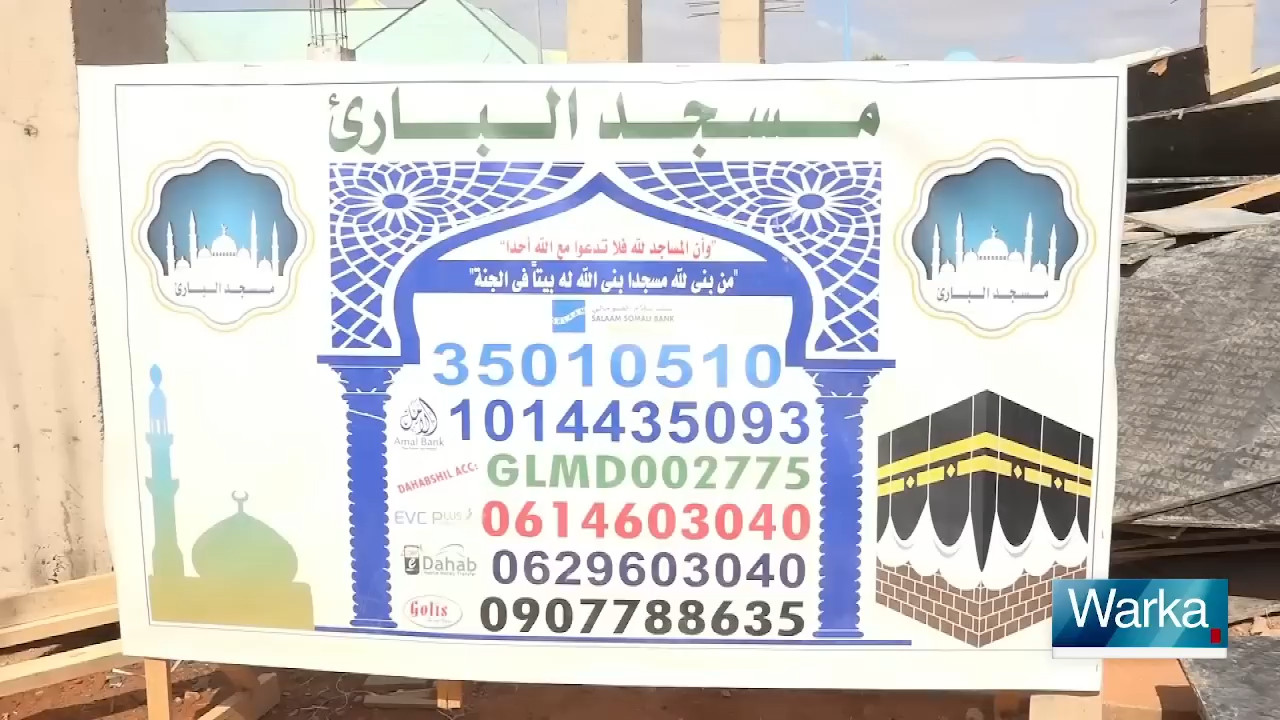 مسجد البارئ
"وأن المساجد لله فلا تدعوا مع الله أحدا"
"من بنى لله مسجدا بنى الله له بيتاً في الجنة"
مسجد البارئ
مسجد البارئ
SALAAM SOMALI BANK
35010510
Amal Bank 1014435093
DAHABSHIL ACC: GLMD002775
EVC PLUS 0614603040
eDahab 0629603040
Golis 0907788635
Warka